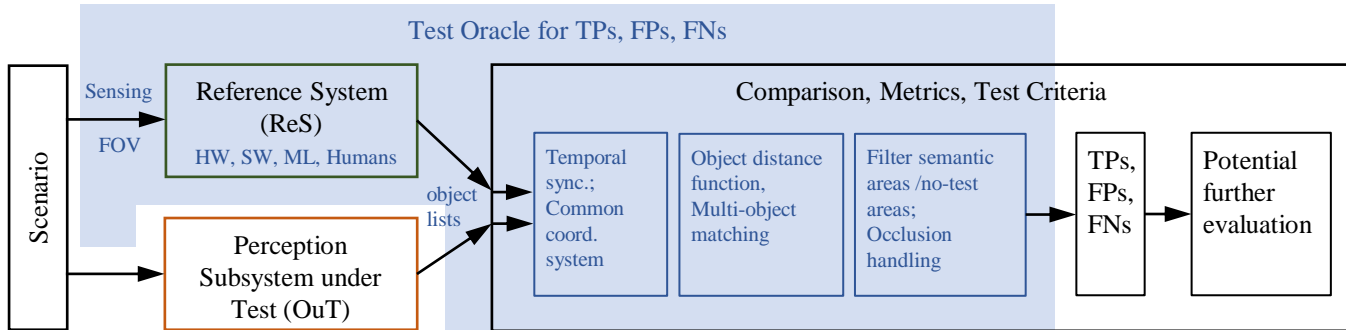 Test Oracle for TPs, FPs, FNs
Scenario
Sensing
FOV
Reference System
(ReS)
HW, SW, ML, Humans
Perception
Subsystem under
Test (OuT)
object
lists
Comparison, Metrics, Test Criteria
Temporal
sync.;
Common
coord.
system
Object distance
function,
Multi-object
matching
Filter semantic
areas /no-test
areas;
Occlusion
handling
TPs,
FPs,
FNs
Potential
further
evaluation